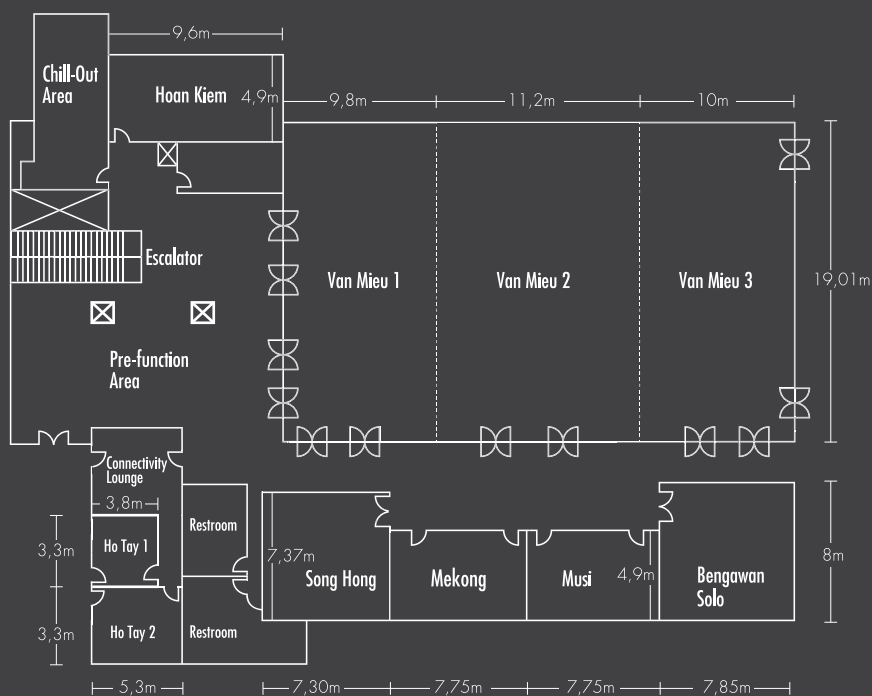 9,6m
Chill-Out
Area
Hoan Kiem
4,9m
9,8m
11,2m
10m
Escalator
Van Mieu 1
Van Mieu 2
Van Mieu 3
19,01m
Pre-function
Area
Connectivity
Lounge
3,8m
Restroom
3,3m
Ho Tay 1
7,37m
Song Hong
Mekong
Musi
4,9m
Bengawan
Solo
8m
3,3m
Ho Tay 2
Restroom
5,3m
7,30m
7,75m
7,75m
7,85m